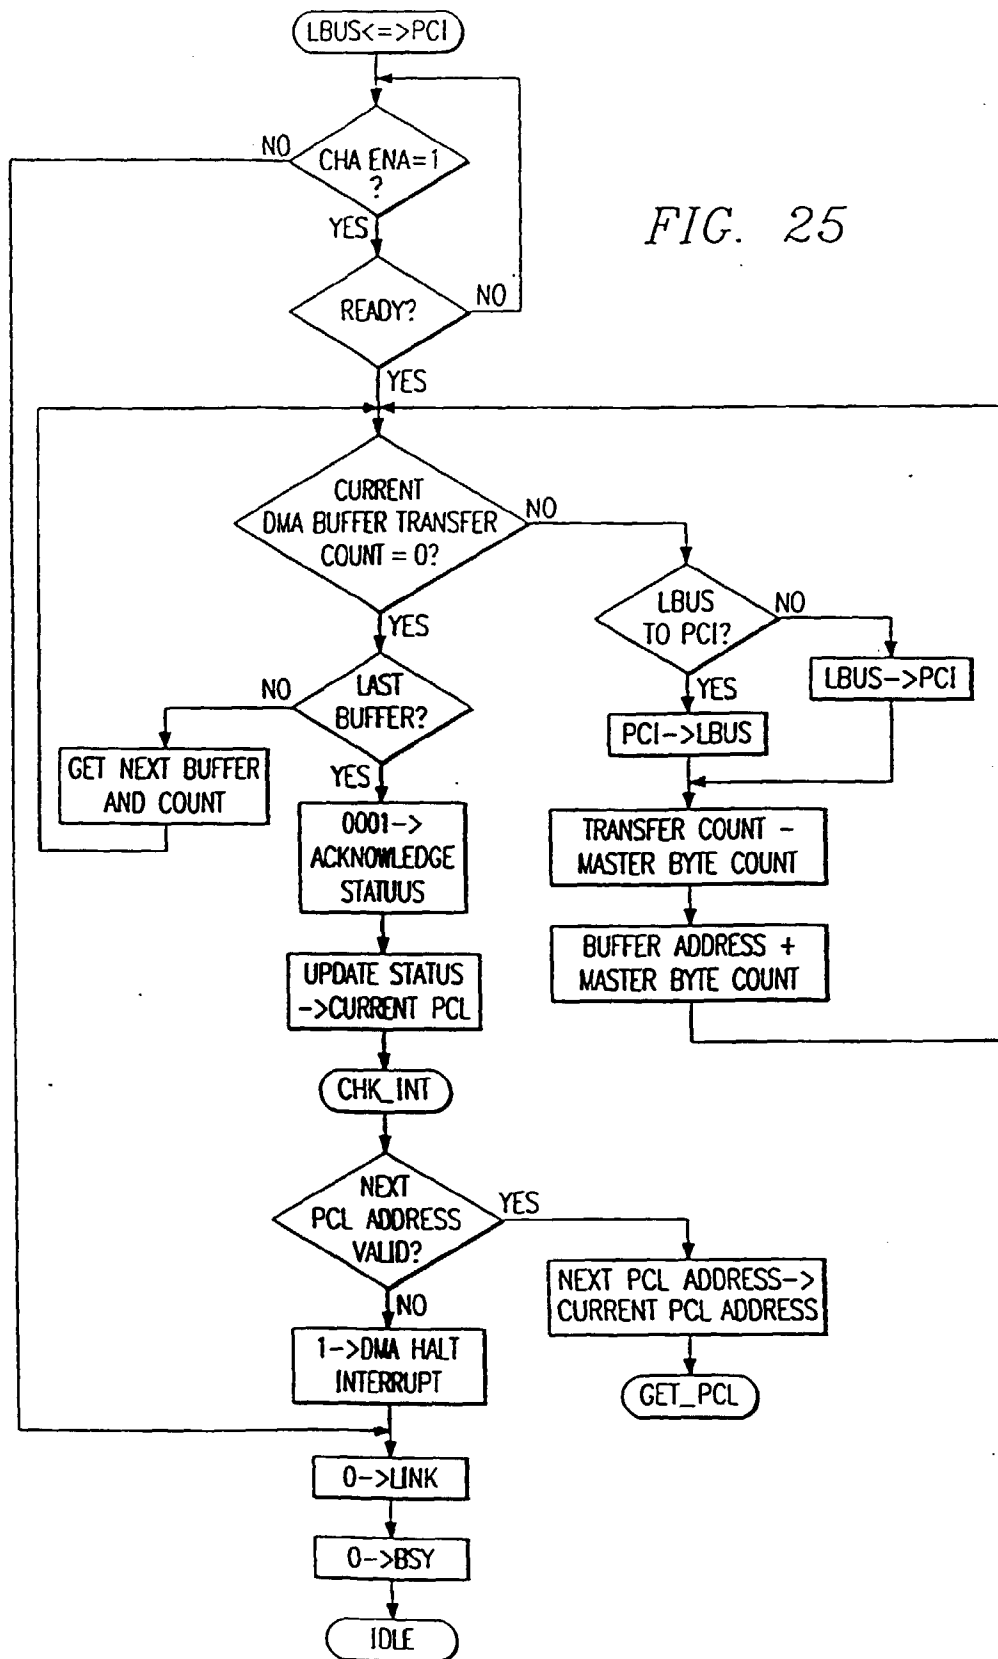 LBUS<=>PCI
NO
CHA ENA=1
?
YES
FIG. 25
READY?
NO
YES
CURRENT
DMA BUFFER TRANSFER
COUNT = 0?
NO
YES
LBUS
TO PCI?
NO
LBUS->PCI
YES
PCI->LBUS
NO
LAST
BUFFER?
GET NEXT BUFFER
AND COUNT
YES
0001->
ACKNOWLEDGE
STATUUS
TRANSFER COUNT -
MASTER BYTE COUNT
BUFFER ADDRESS +
MASTER BYTE COUNT
UPDATE STATUS
->CURRENT PCL
CHK_INT
NEXT
PCL ADDRESS
VALID?
YES
NEXT PCL ADDRESS->
CURRENT PCL ADDRESS
NO
1->DMA HALT
INTERRUPT
GET_PCL
0->LINK
0->BSY
IDLE